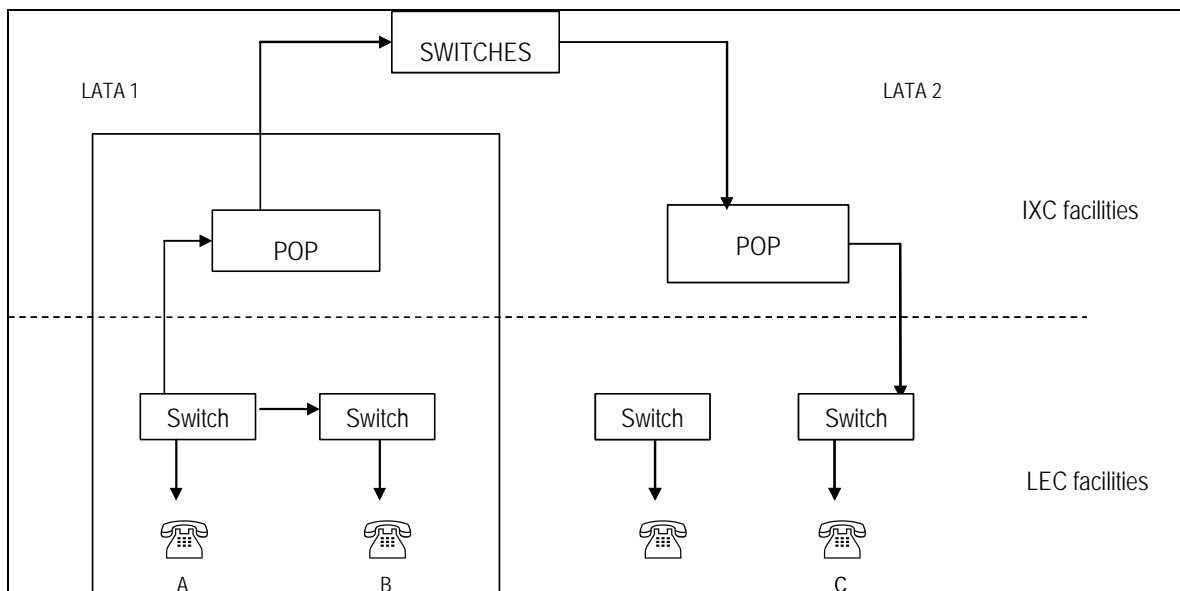 SWITCHES
LATA 1
LATA 2
IXC facilities
POP
POP
Switch
Switch
Switch
Switch
LEC facilities
A
B
C